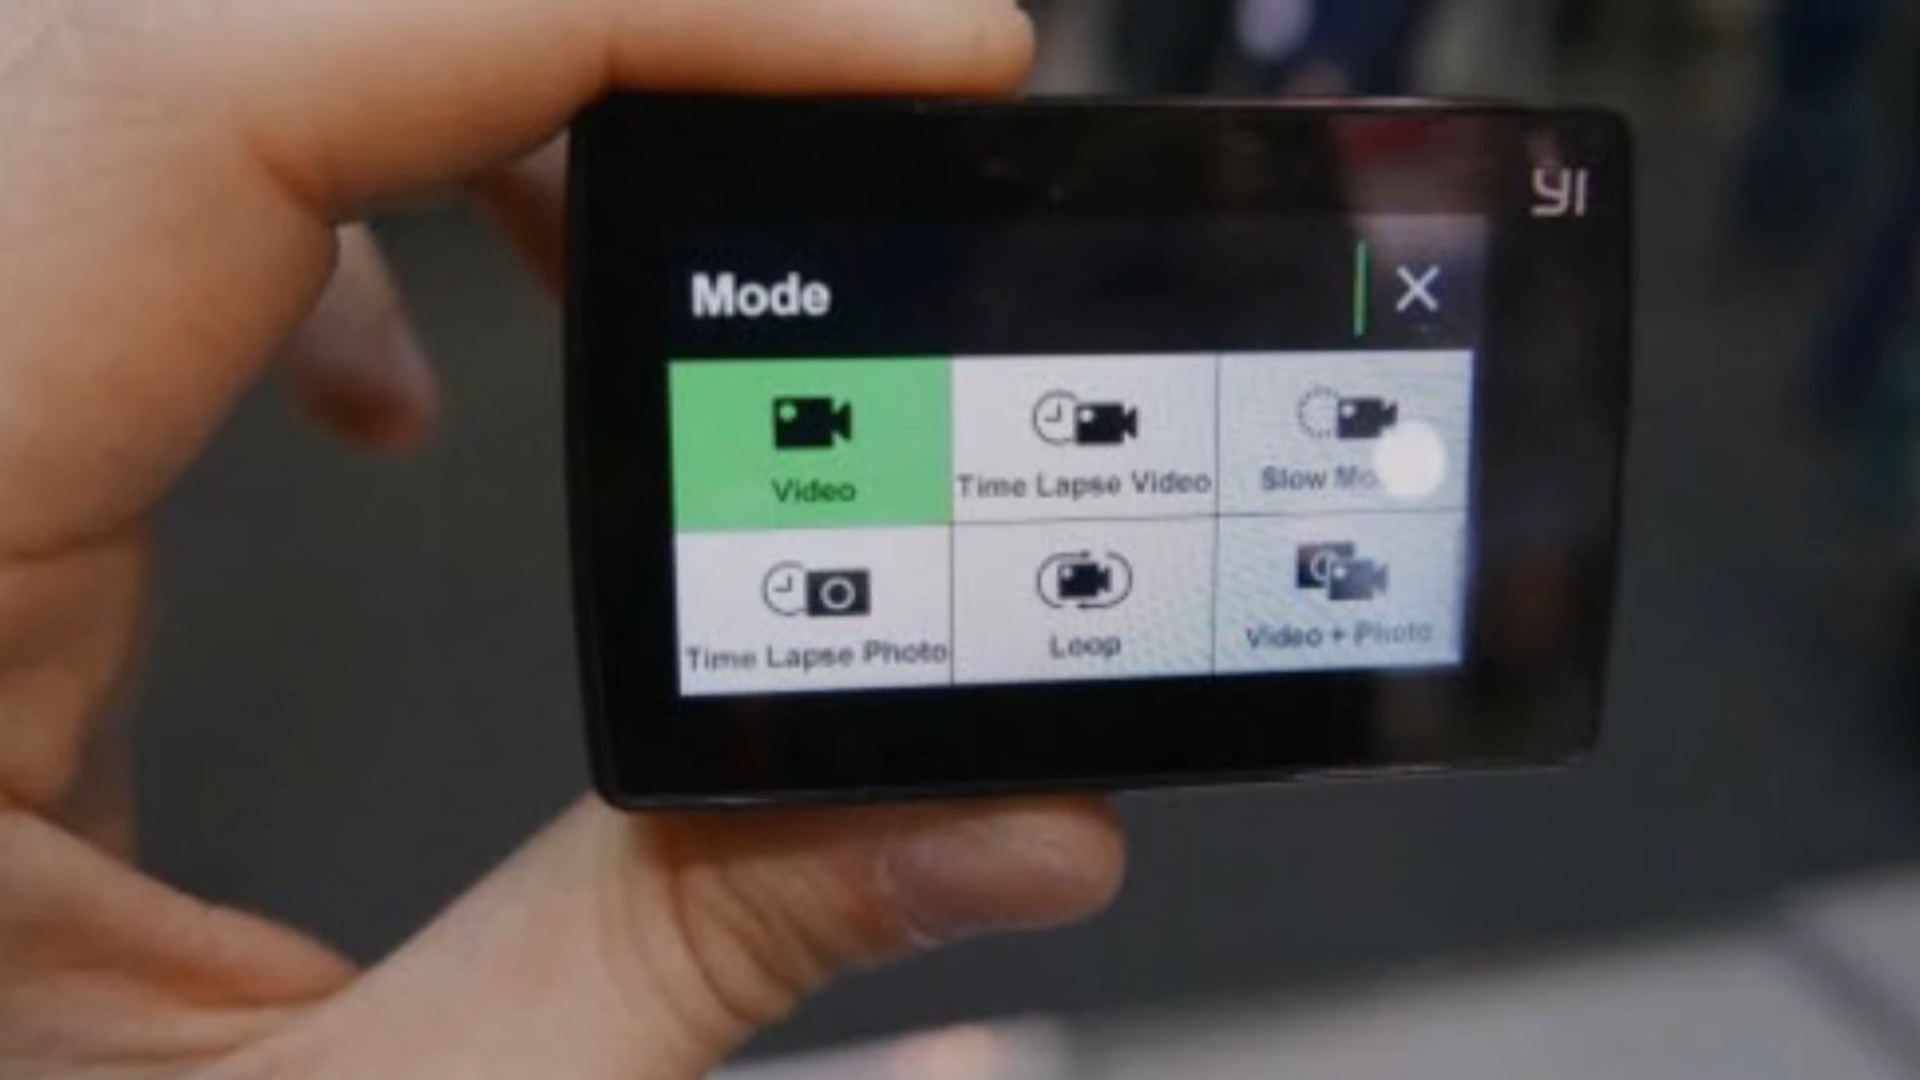 YI
Mode
Video
Time Lapse Video
Slow
Time Lapse Photo
Loop
Video + Photo